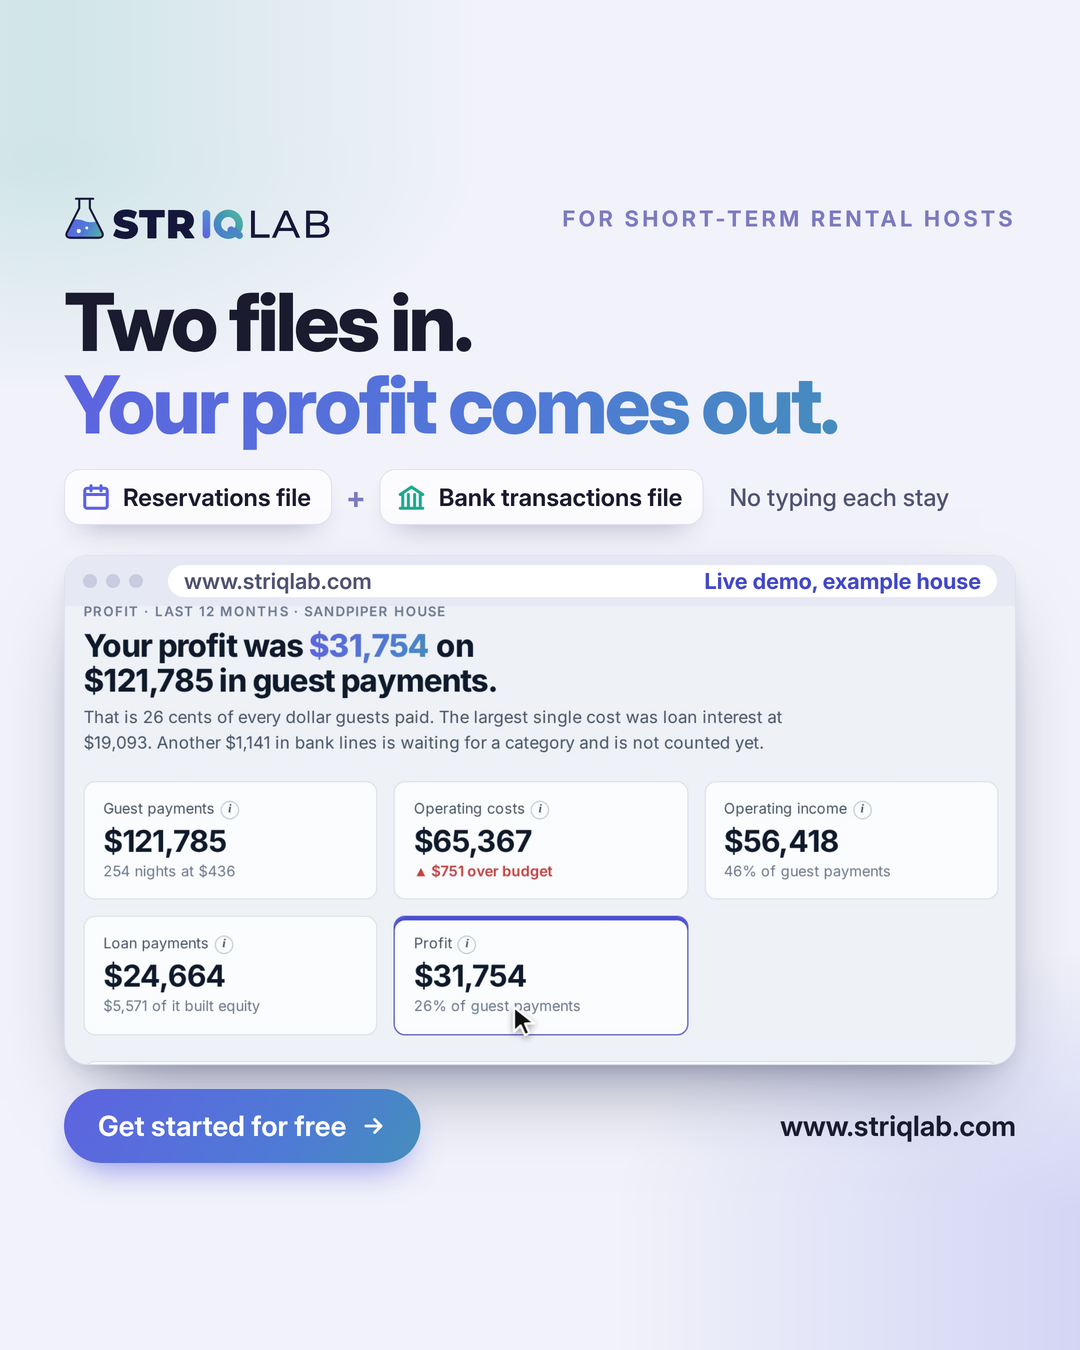 STRIQLAB
FOR SHORT-TERM RENTAL HOSTS
Two files in.
Your profit comes out.
Reservations file + Bank transactions file No typing each stay
www.striqlab.com Live demo, example house
PROFIT · LAST 12 MONTHS · SANDPIPER HOUSE
Your profit was $31,754 on
$121,785 in guest payments.
That is 26 cents of every dollar guests paid. The largest single cost was loan interest at
$19,093. Another $1,141 in bank lines is waiting for a category and is not counted yet.
Guest payments i
$121,785
254 nights at $436
Operating costs i
$65,367
▲ $751 over budget
Operating income i
$56,418
46% of guest payments
Loan payments i
$24,664
$5,571 of it built equity
Profit i
$31,754
26% of guest payments
Get started for free →
www.striqlab.com